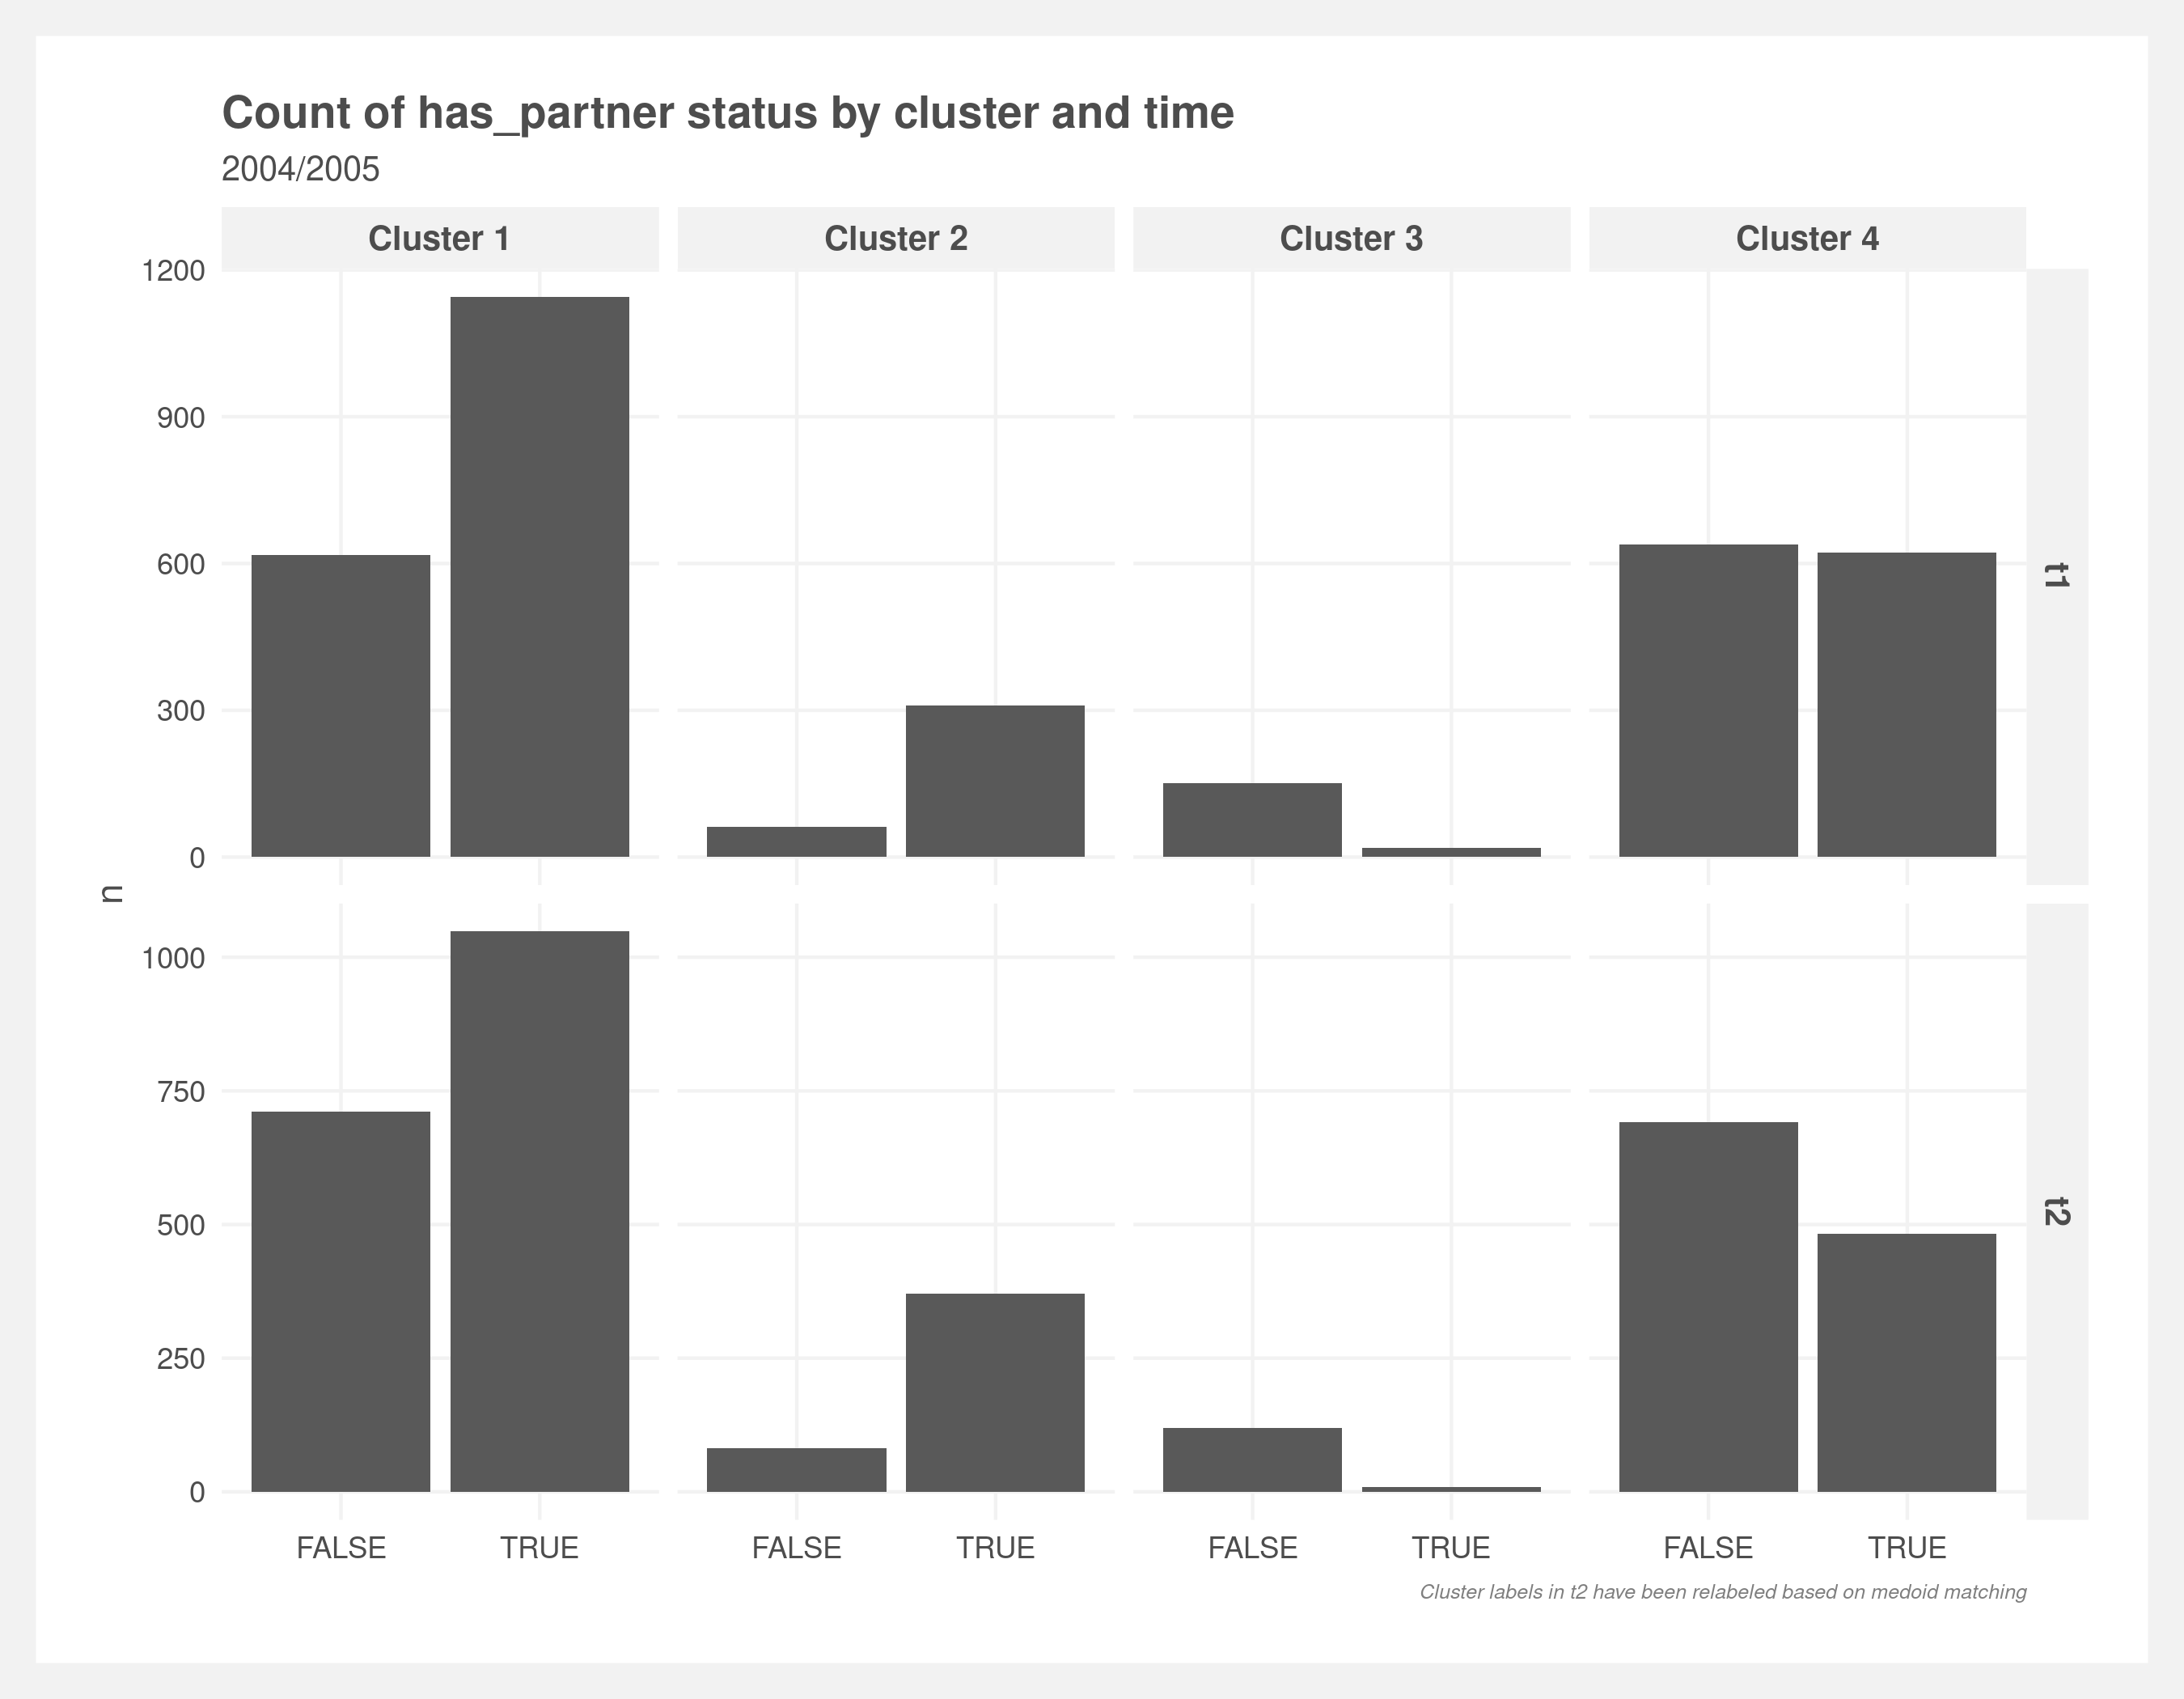 Count of has_partner status by cluster and time
2004/2005
Cluster 1
Cluster 2
Cluster 3
Cluster 4
1200
900
600
300
0
t1
n
1000
750
500
250
0
t2
FALSE
TRUE
FALSE
TRUE
FALSE
TRUE
FALSE
TRUE
Cluster labels in t2 have been relabeled based on medoid matching